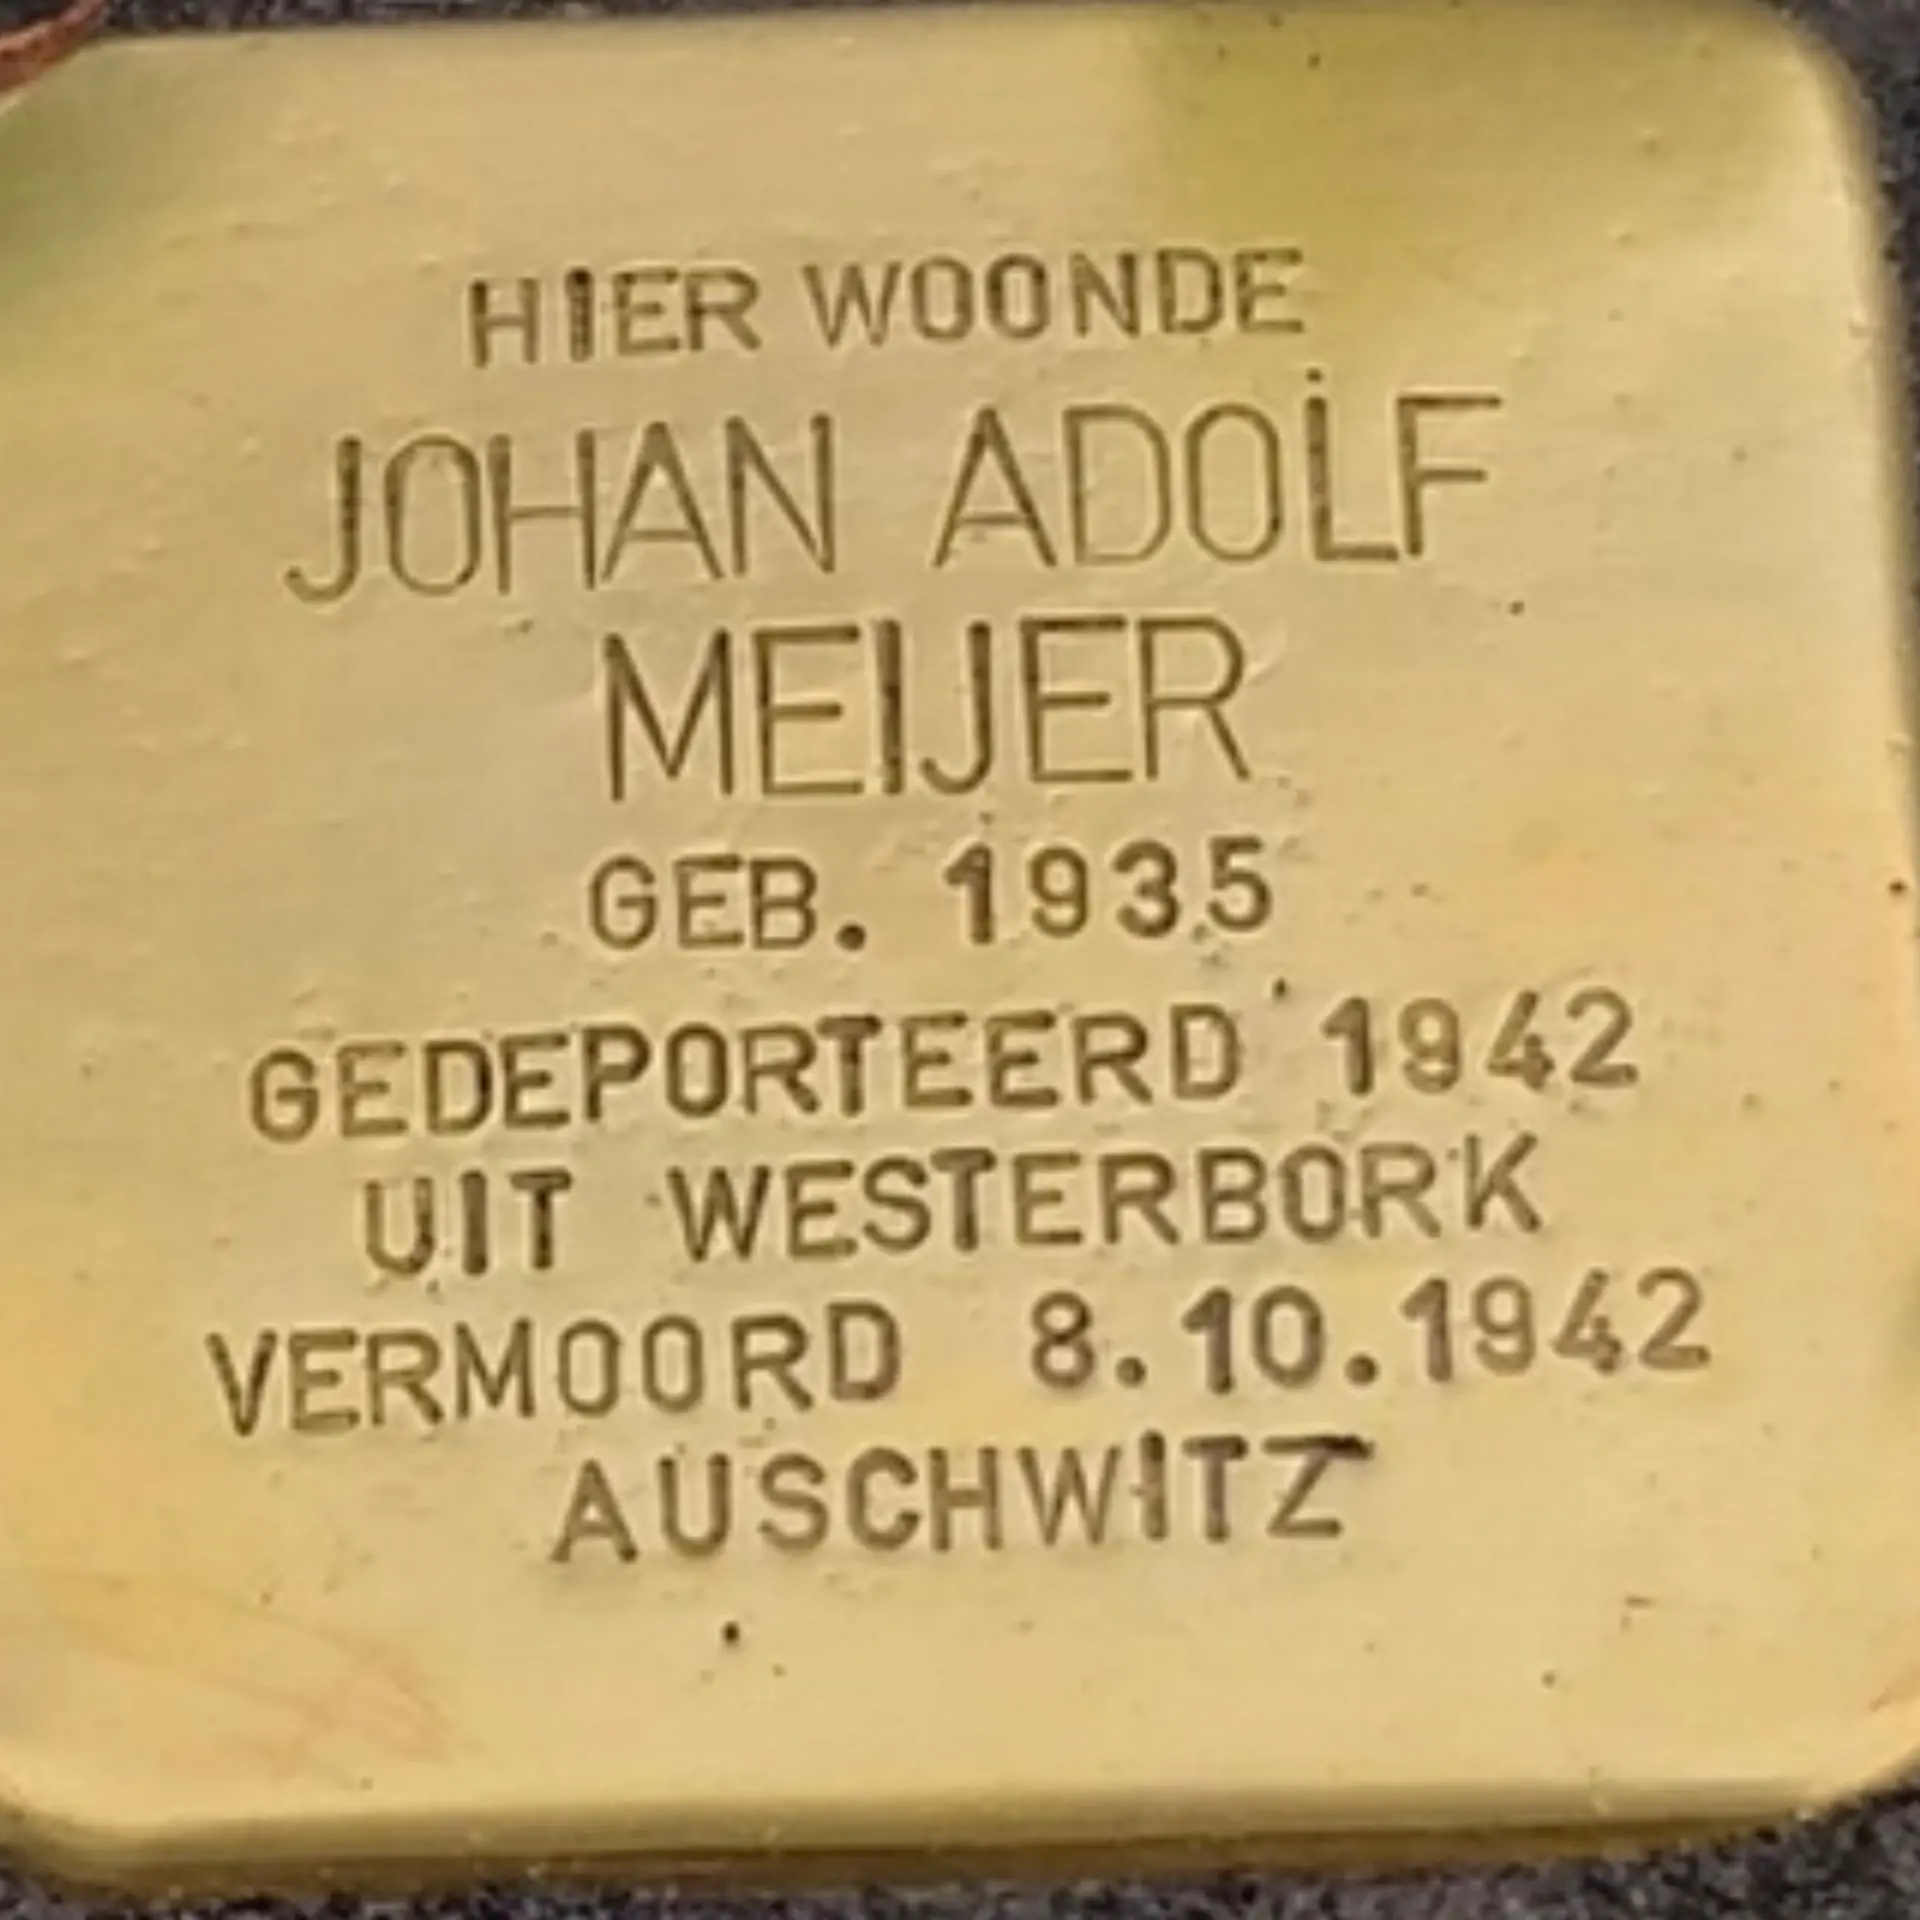 HIER WOONDE
JOHAN ADOLF
MEIJER
GEB. 1935
GEDEPORTEERD 1942
UIT WESTERBORK
VERMOORD 8.10.1942
AUSCHWITZ